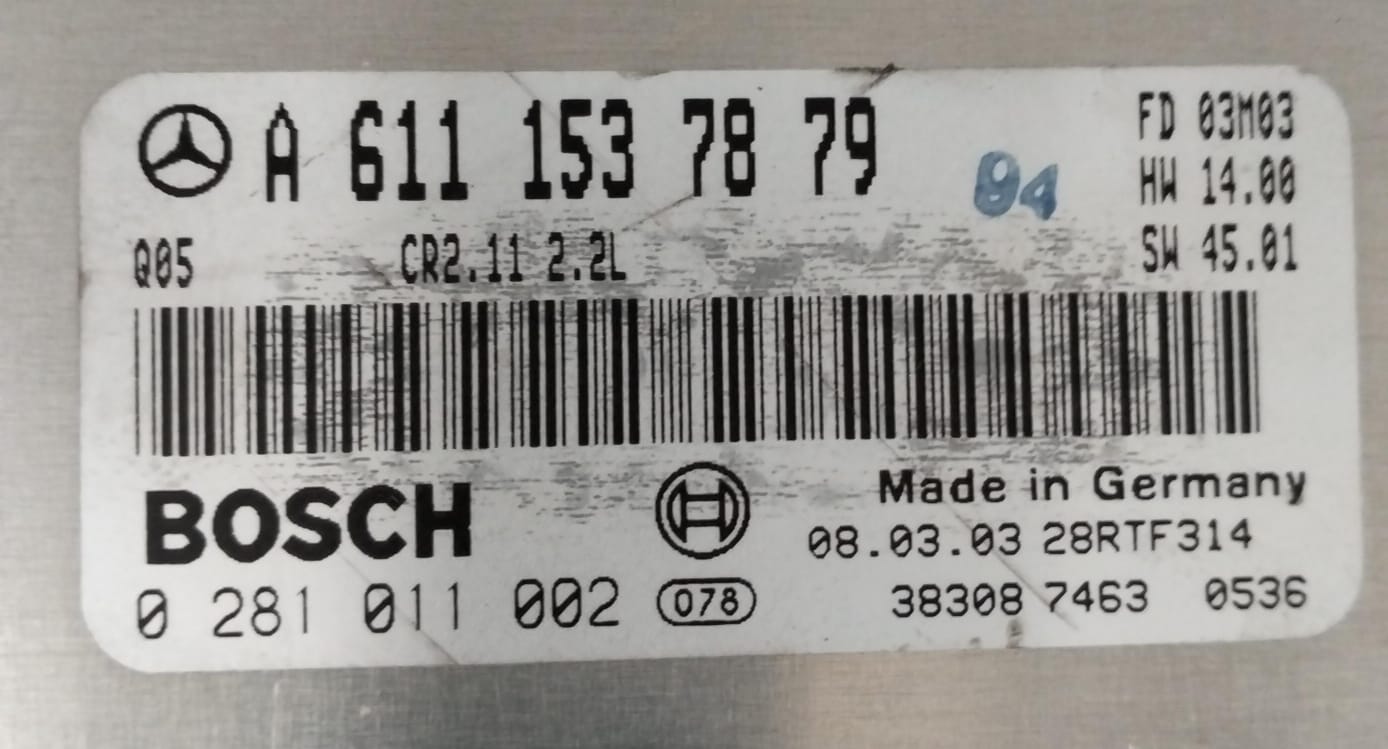 A 611 153 78 79
FD 03M03
HW 14.00
94
Q05 CR2.11 2.2L
SW 45.01
BOSCH
Made in Germany
08.03.03 28RTF314
0 281 011 002 078
38308 7463 0536